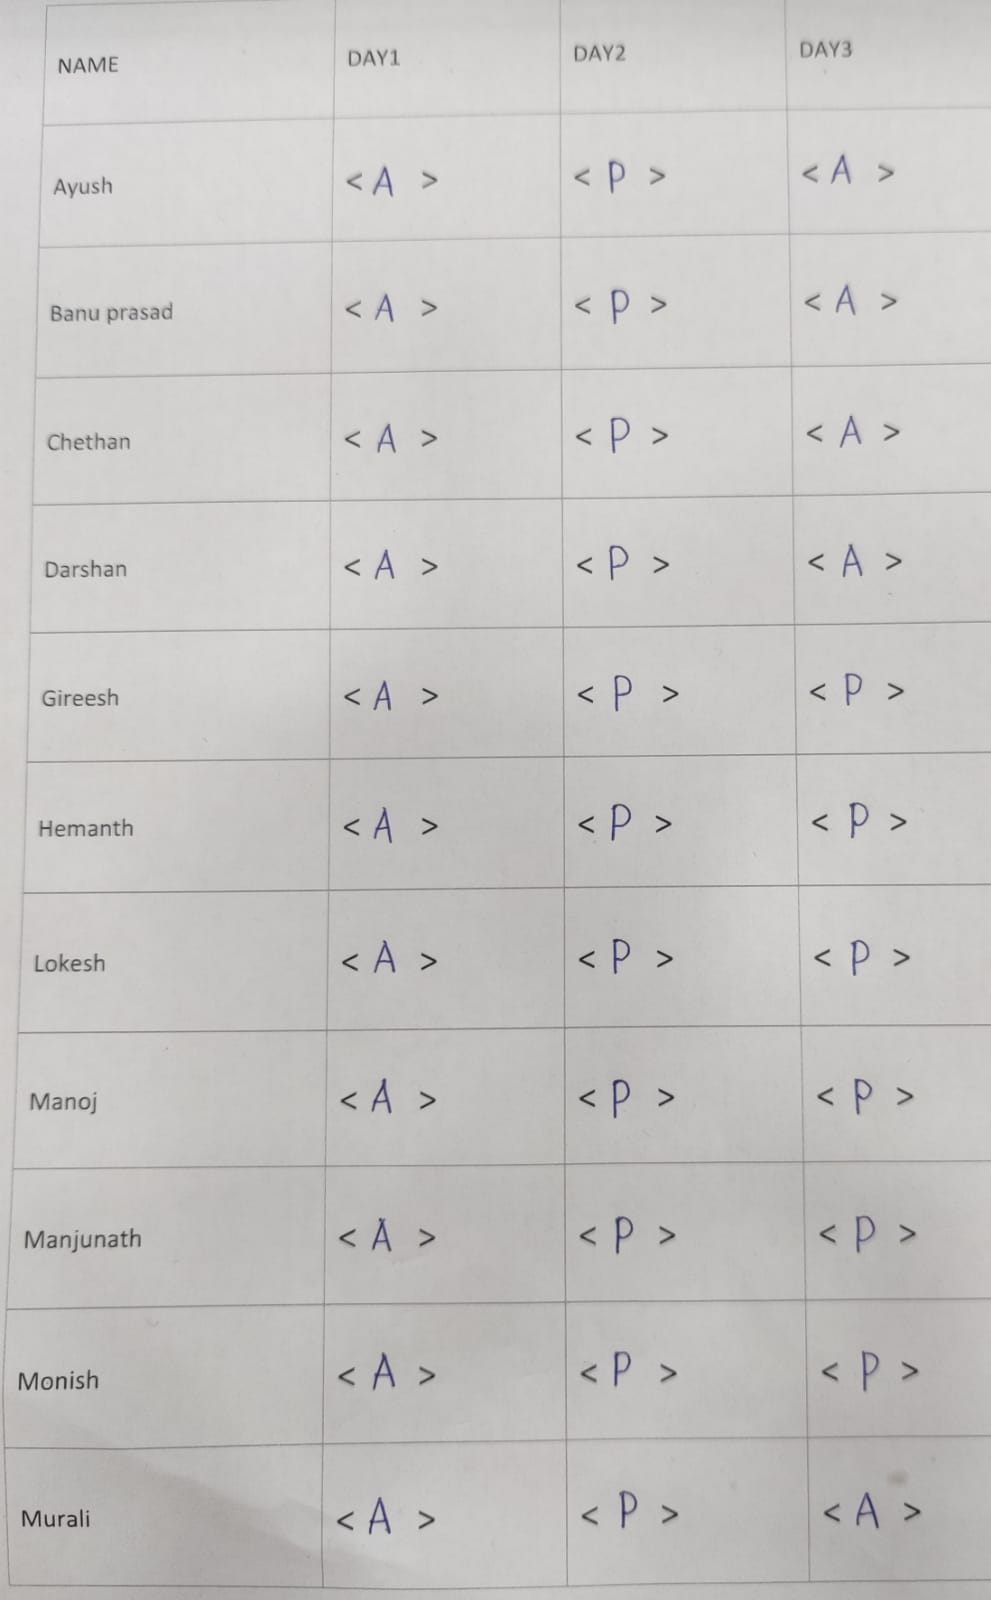 NAME DAY1 DAY2 DAY3
Ayush < A > < P > < A >
Banu prasad < A > < P > < A >
Chethan < A > < P > < A >
Darshan < A > < P > < A >
Gireesh < A > < P > < P >
Hemanth < A > < P > < P >
Lokesh < A > < P > < P >
Manoj < A > < P > < P >
Manjunath < A > < P > < P >
Monish < A > < P > < P >
Murali < A > < P > < A >